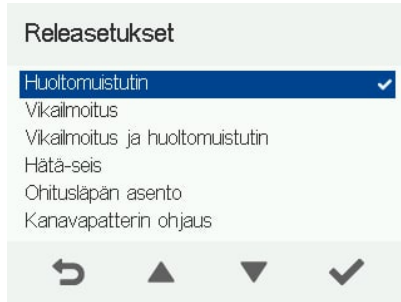 Releasetukset
Huoltomuistutin
Vikailmoitus
Vikailmoitus ja huoltomuistutin
Hätä-seis
Ohitusläpän asento
Kanavapatterin ohjaus